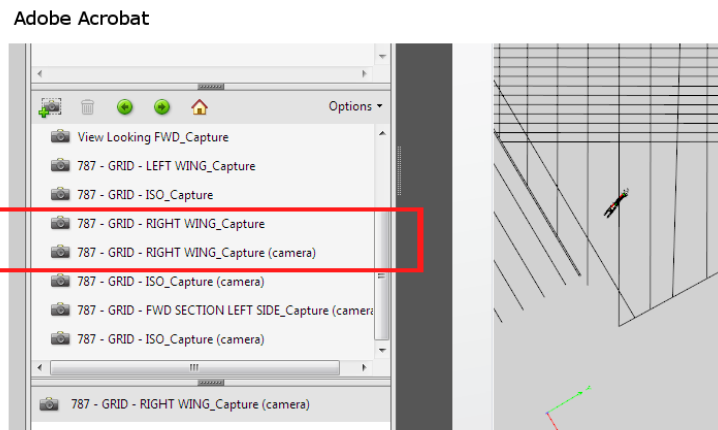 Adobe Acrobat
Options
View Looking FWD_Capture
787 - GRID - LEFT WING_Capture
787 - GRID - ISO_Capture
787 - GRID - RIGHT WING_Capture
787 - GRID - RIGHT WING_Capture (camera)
787 - GRID - ISO_Capture (camera)
787 - GRID - FWD SECTION LEFT SIDE_Capture (camera
787 - GRID - ISO_Capture (camera)
787 - GRID - RIGHT WING_Capture (camera)